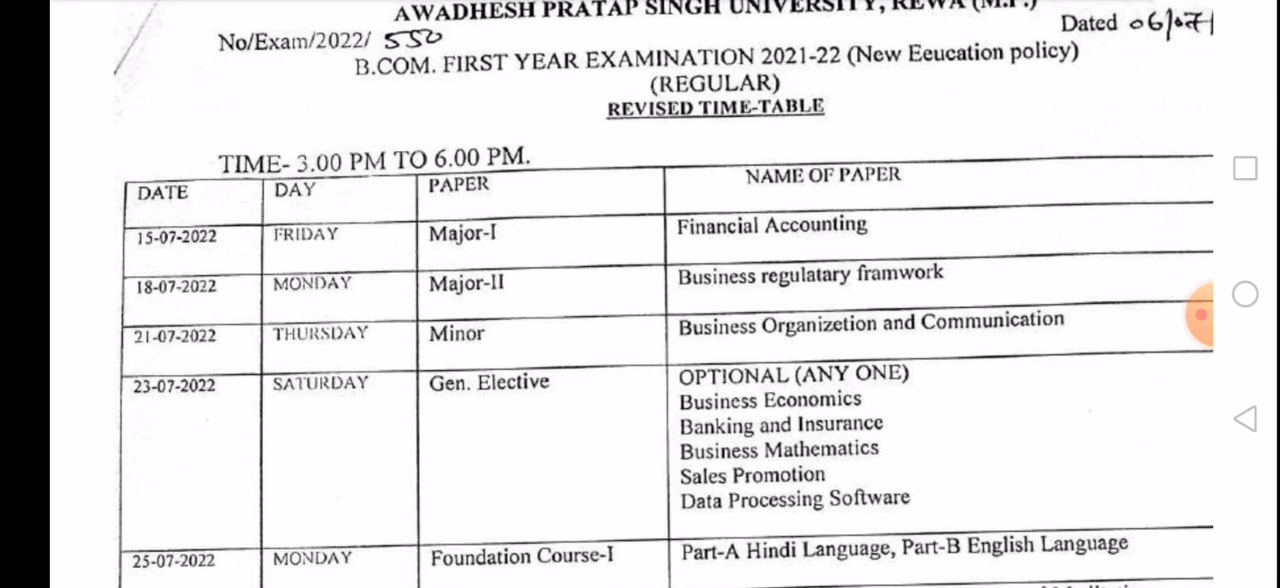 AWADHESH PRATAP SINGH UNIVERSITY, REWA (M.P.)
No/Exam/2022/ 550
Dated 06/07/
B.COM. FIRST YEAR EXAMINATION 2021-22 (New Eeucation policy)
(REGULAR)
REVISED TIME-TABLE
TIME- 3.00 PM TO 6.00 PM.
DATE DAY PAPER NAME OF PAPER
15-07-2022 FRIDAY Major-I Financial Accounting
18-07-2022 MONDAY Major-II Business regulatary framwork
21-07-2022 THURSDAY Minor Business Organizetion and Communication
23-07-2022 SATURDAY Gen. Elective OPTIONAL (ANY ONE)
Business Economics
Banking and Insurance
Business Mathematics
Sales Promotion
Data Processing Software
25-07-2022 MONDAY Foundation Course-I Part-A Hindi Language, Part-B English Language